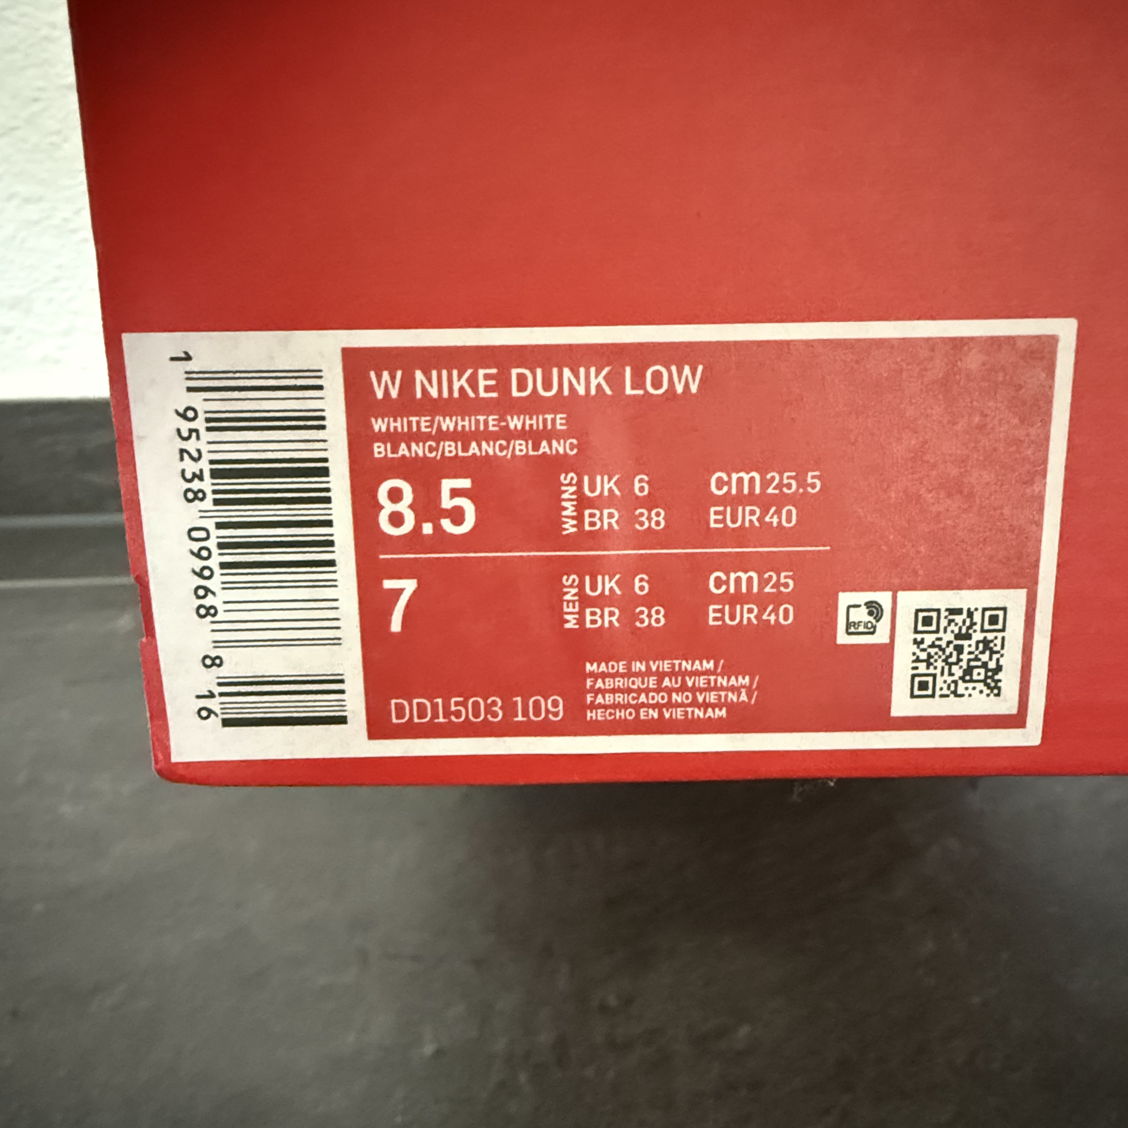 W NIKE DUNK LOW
WHITE/WHITE-WHITE
BLANC/BLANC/BLANC
8.5 WMNS UK 6 cm 25.5
BR 38 EUR 40
7 MENS UK 6 cm 25
BR 38 EUR 40
MADE IN VIETNAM /
FABRIQUE AU VIETNAM /
FABRICADO NO VIETNÃ /
HECHO EN VIETNAM
DD1503 109
RFID
1 95238 09968 8 16